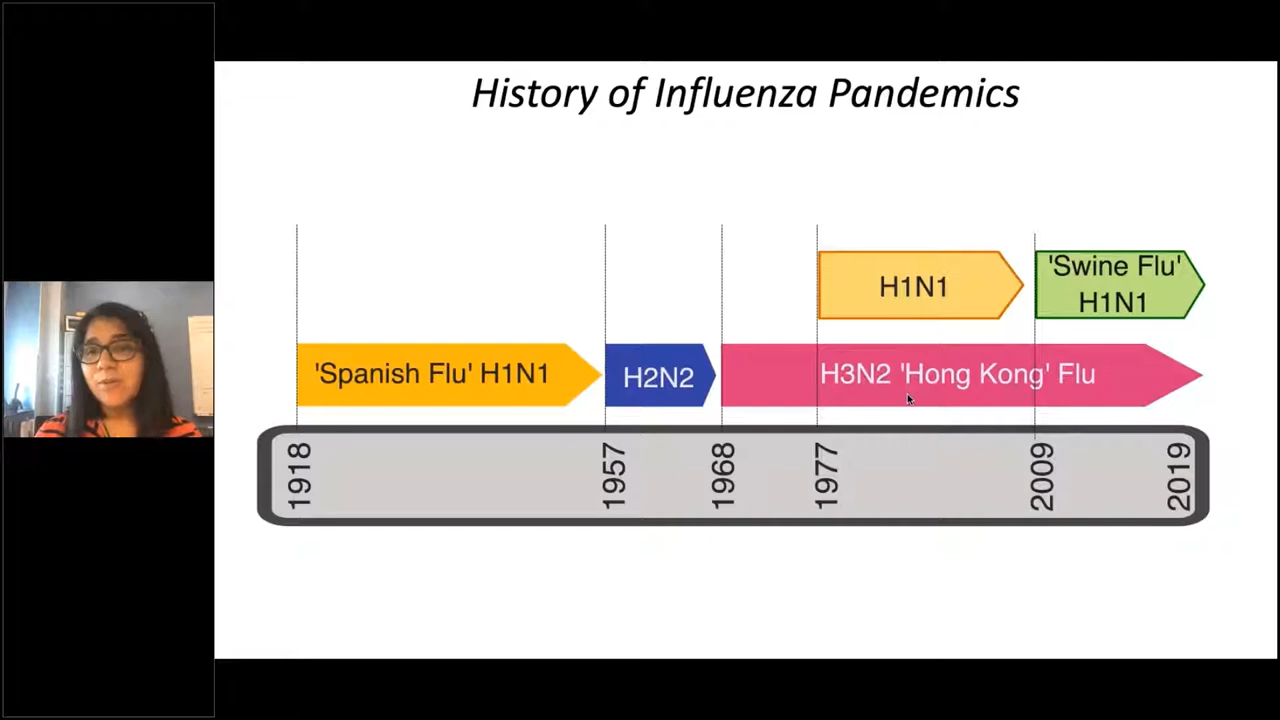 History of Influenza Pandemics
H1N1
'Swine Flu'
H1N1
'Spanish Flu' H1N1
H2N2
H3N2 'Hong Kong' Flu
1918
1957
1968
1977
2009
2019